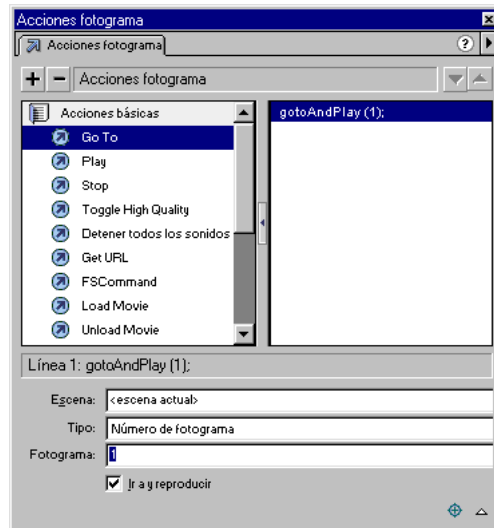 Acciones fotograma
Acciones fotograma
?
+ - Acciones fotograma
Acciones básicas
Go To
Play
Stop
Toggle High Quality
Detener todos los sonidos
Get URL
FSCommand
Load Movie
Unload Movie
gotoAndPlay (1);
Línea 1: gotoAndPlay (1);
Escena: <escena actual>
Tipo: Número de fotograma
Fotograma: 1
Ir a y reproducir